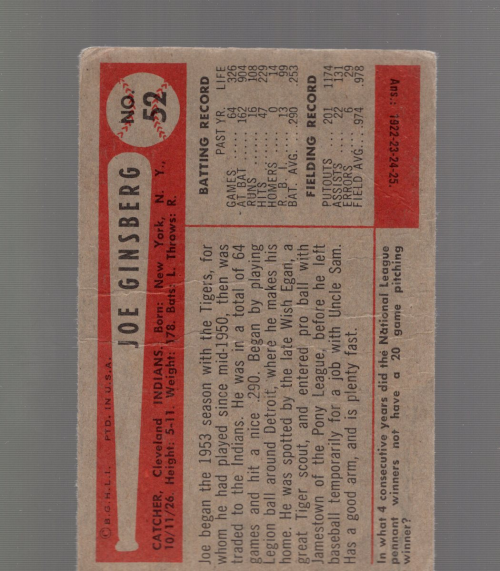 © B.G.H.L.I. PTD. IN U.S.A.
JOE GINSBERG
NO.
52
CATCHER, Cleveland INDIANS. Born: New York, N. Y.,
10/11/26. Height: 5-11. Weight: 178. Bats: L. Throws: R.
Joe began the 1953 season with the Tigers, for
whom he had played since mid-1950, then was
traded to the Indians. He was in a total of 64
games and hit a nice .290. Began by playing
Legion ball around Detroit, where he makes his
home. He was spotted by the late Wish Egan, a
great Tiger scout, and entered pro ball with
Jamestown of the Pony League, before he left
baseball temporarily for a job with Uncle Sam.
Has a good arm, and is plenty fast.
BATTING RECORD
PAST YR. LIFE
GAMES 64 326
AT BAT 162 904
RUNS 16 108
HITS 47 229
HOMERS 0 14
R. B. I. 13 99
BAT. AVG. .290 .253
FIELDING RECORD
PUTOUTS 201 1174
ASSISTS 22 131
ERRORS 6 29
FIELD AVG. .974 .978
In what 4 consecutive years did the National League
pennant winners not have a 20 game pitching
winner?
Ans.: 1922-23-24-25.